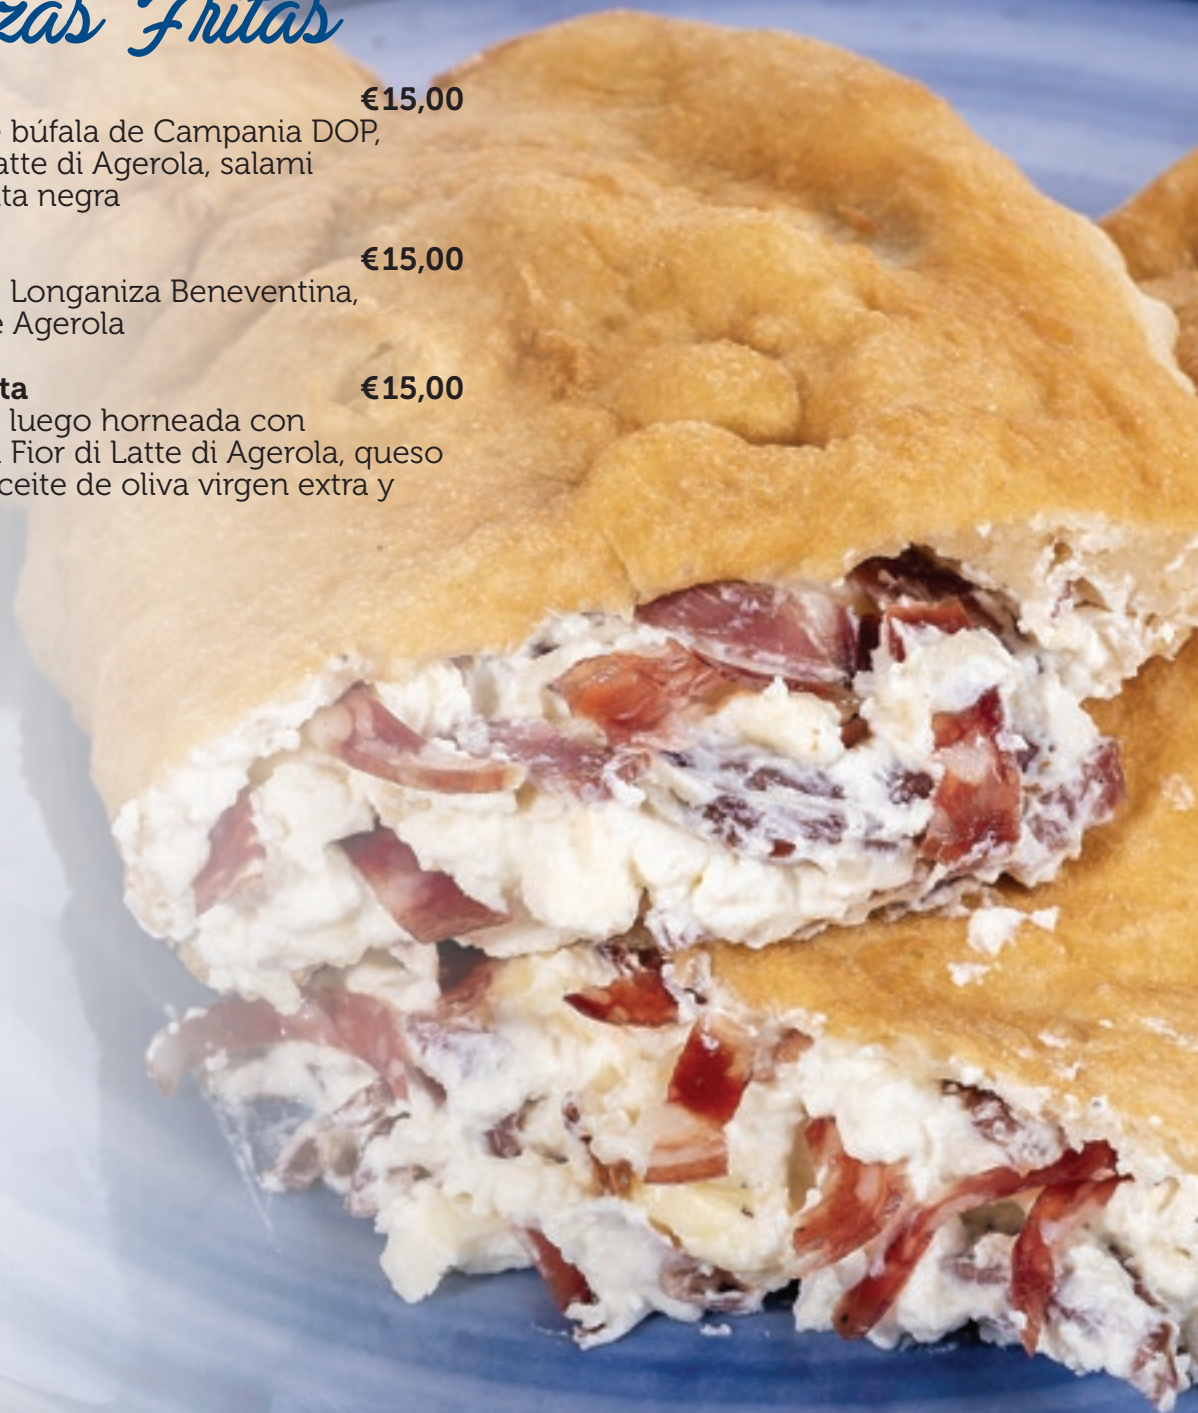 zas Fritas
€15,00
búfala de Campania DOP,
atte di Agerola, salami
ta negra
€15,00
Longaniza Beneventina,
e Agerola
ta €15,00
luego horneada con
Fior di Latte di Agerola, queso
ceite de oliva virgen extra y